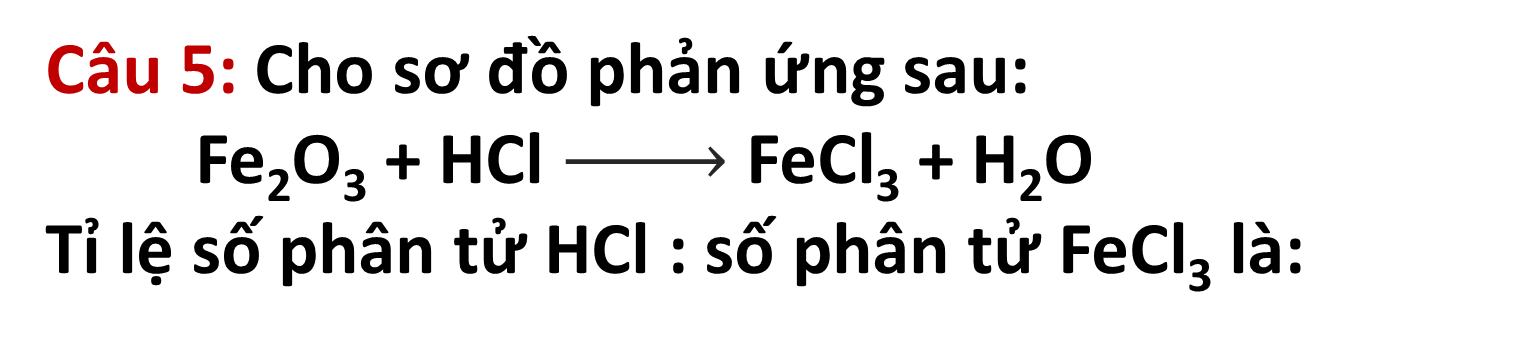 Câu 5: Cho sơ đồ phản ứng sau:
Fe₂O₃ + HCl ⟶ FeCl₃ + H₂O
Tỉ lệ số phân tử HCl : số phân tử FeCl₃ là: